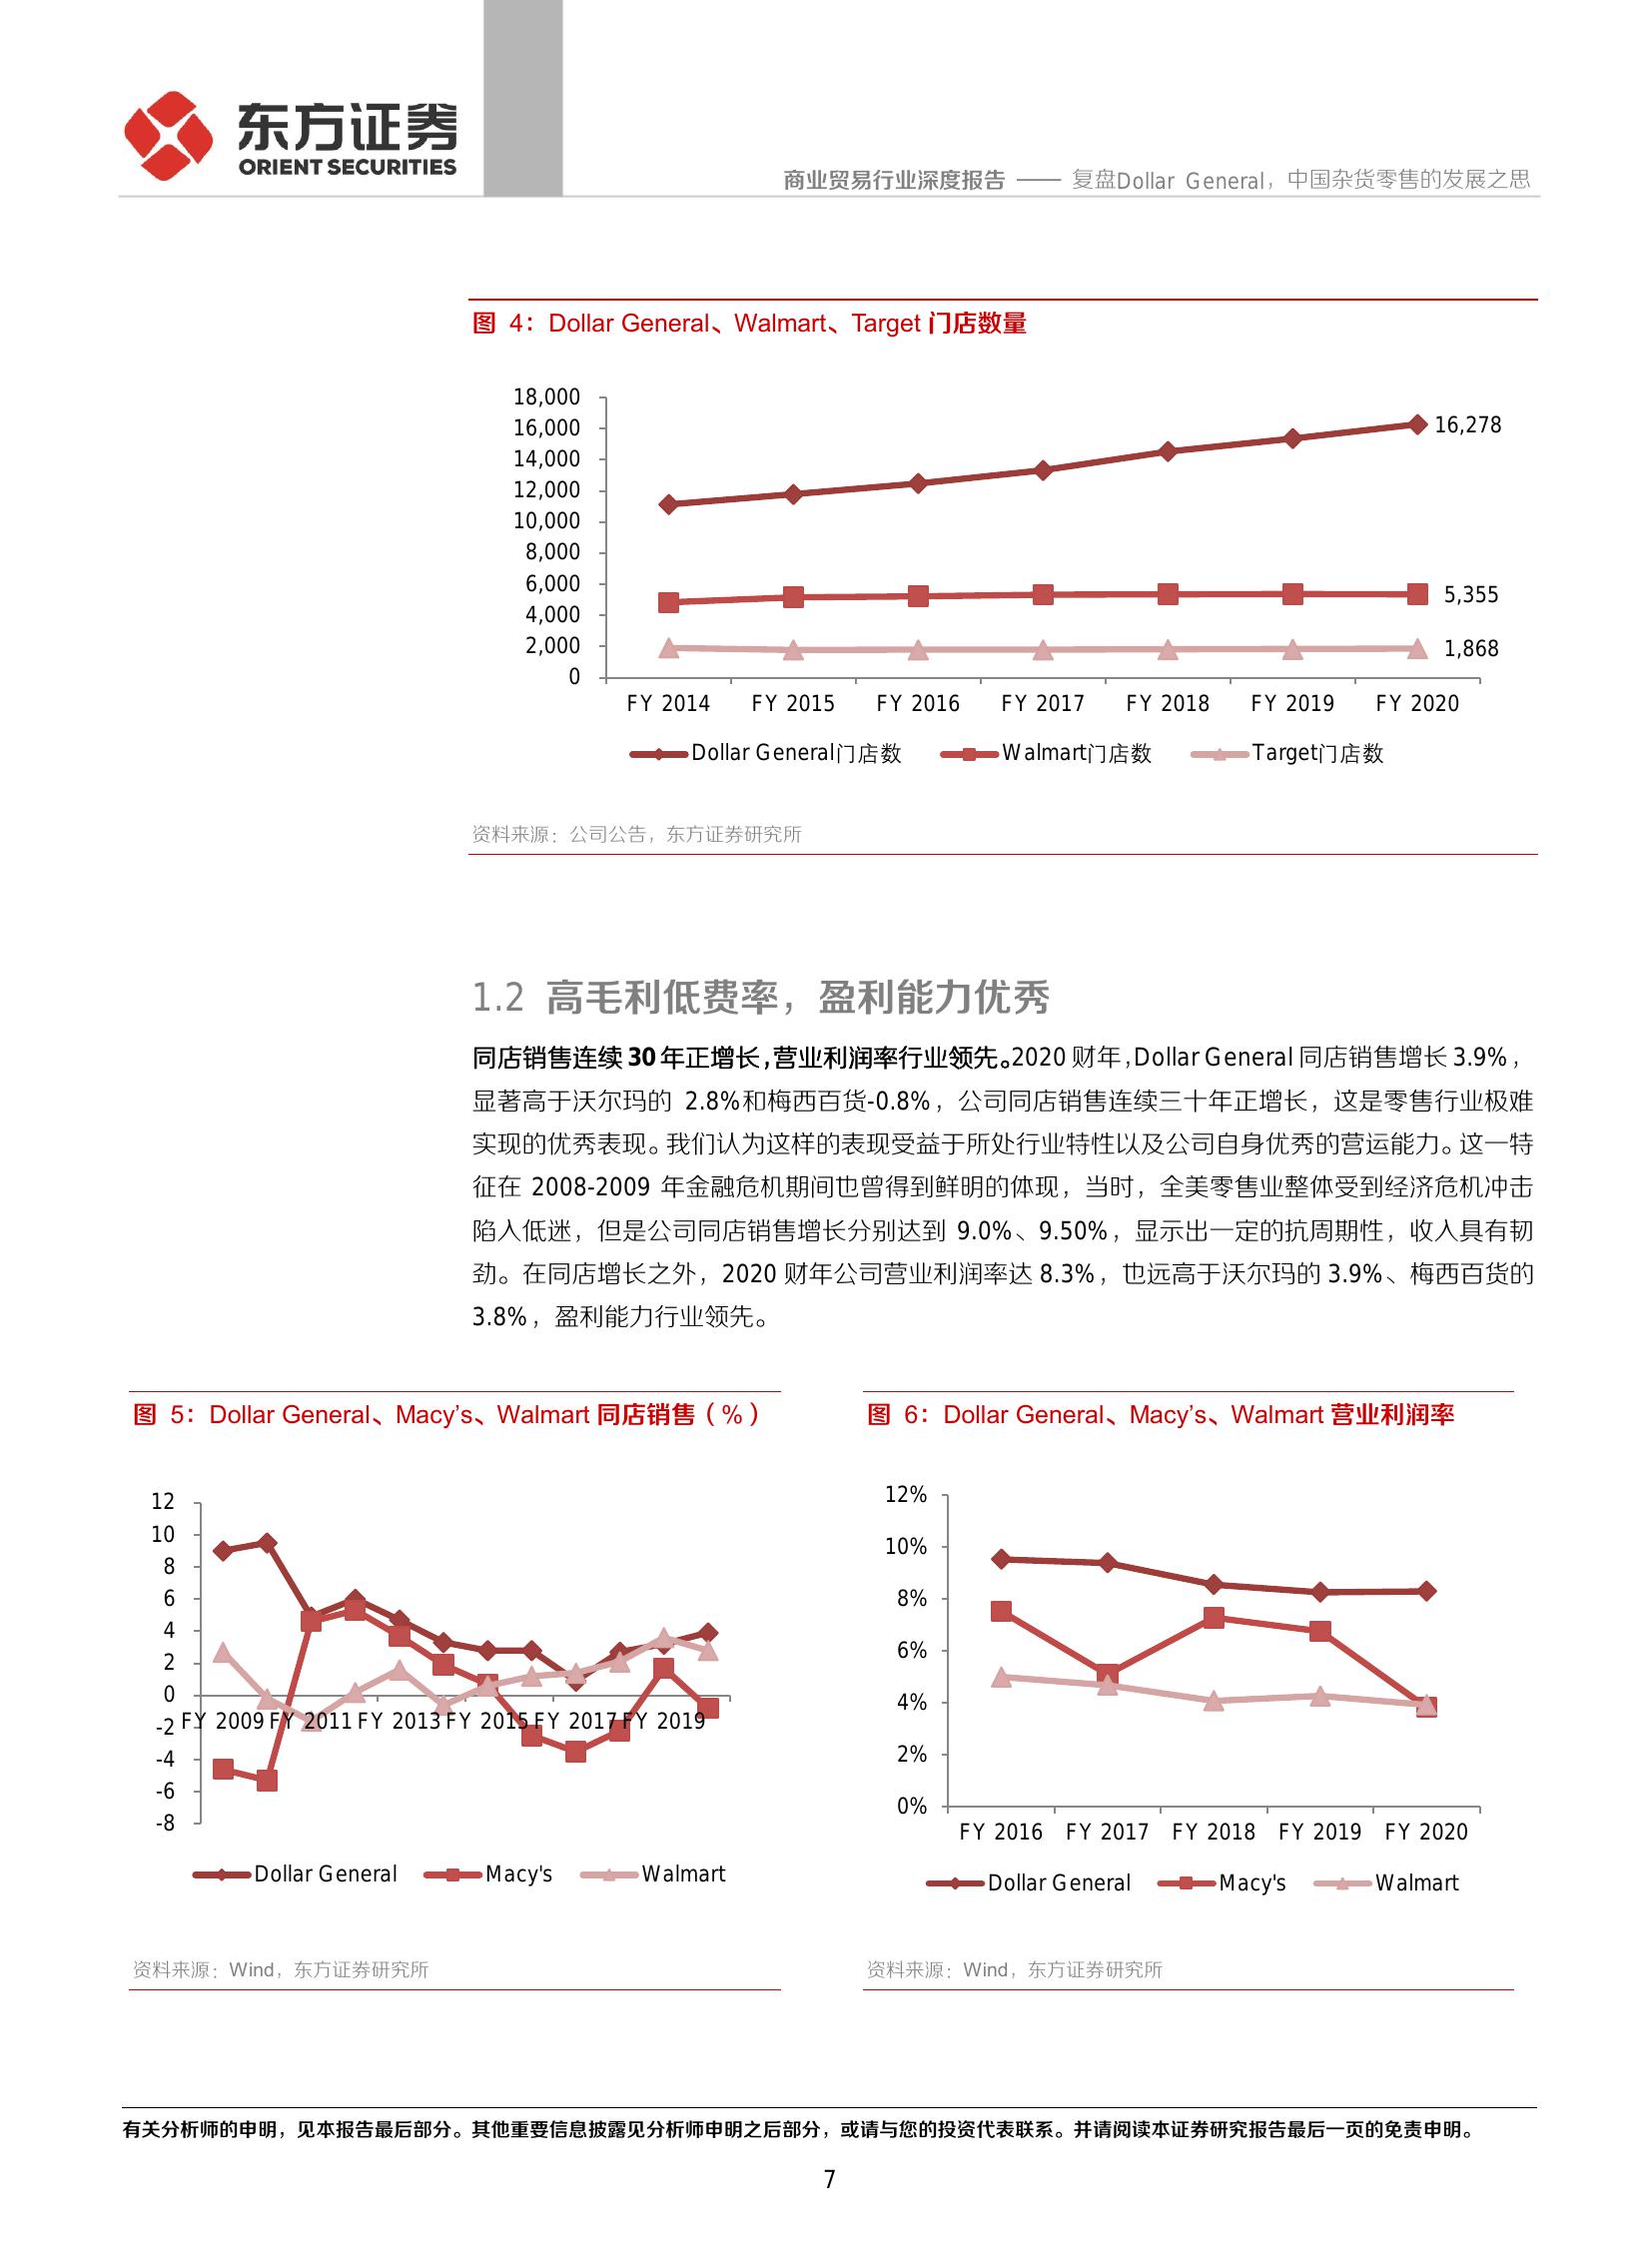 东方证券
ORIENT SECURITIES
商业贸易行业深度报告 —— 复盘Dollar General，中国杂货零售的发展之思
图 4：Dollar General、Walmart、Target 门店数量
18,000
16,000
14,000
12,000
10,000
8,000
6,000
4,000
2,000
0
16,278
5,355
1,868
FY 2014 FY 2015 FY 2016 FY 2017 FY 2018 FY 2019 FY 2020
Dollar General门店数 Walmart门店数 Target门店数
资料来源：公司公告，东方证券研究所
1.2 高毛利低费率，盈利能力优秀
同店销售连续 30 年正增长，营业利润率行业领先。2020 财年，Dollar General 同店销售增长 3.9%，
显著高于沃尔玛的 2.8%和梅西百货-0.8%，公司同店销售连续三十年正增长，这是零售行业极难
实现的优秀表现。我们认为这样的表现受益于所处行业特性以及公司自身优秀的营运能力。这一特
征在 2008-2009 年金融危机期间也曾得到鲜明的体现，当时，全美零售业整体受到经济危机冲击
陷入低迷，但是公司同店销售增长分别达到 9.0%、9.50%，显示出一定的抗周期性，收入具有韧
劲。在同店增长之外，2020 财年公司营业利润率达 8.3%，也远高于沃尔玛的 3.9%、梅西百货的
3.8%，盈利能力行业领先。
图 5：Dollar General、Macy’s、Walmart 同店销售（%）
12
10
8
6
4
2
0
-2
-4
-6
-8
FY 2009 FY 2011 FY 2013 FY 2015 FY 2017 FY 2019
Dollar General Macy's Walmart
资料来源：Wind，东方证券研究所
图 6：Dollar General、Macy’s、Walmart 营业利润率
12%
10%
8%
6%
4%
2%
0%
FY 2016 FY 2017 FY 2018 FY 2019 FY 2020
Dollar General Macy's Walmart
资料来源：Wind，东方证券研究所
有关分析师的申明，见本报告最后部分。其他重要信息披露见分析师申明之后部分，或请与您的投资代表联系。并请阅读本证券研究报告最后一页的免责申明。
7